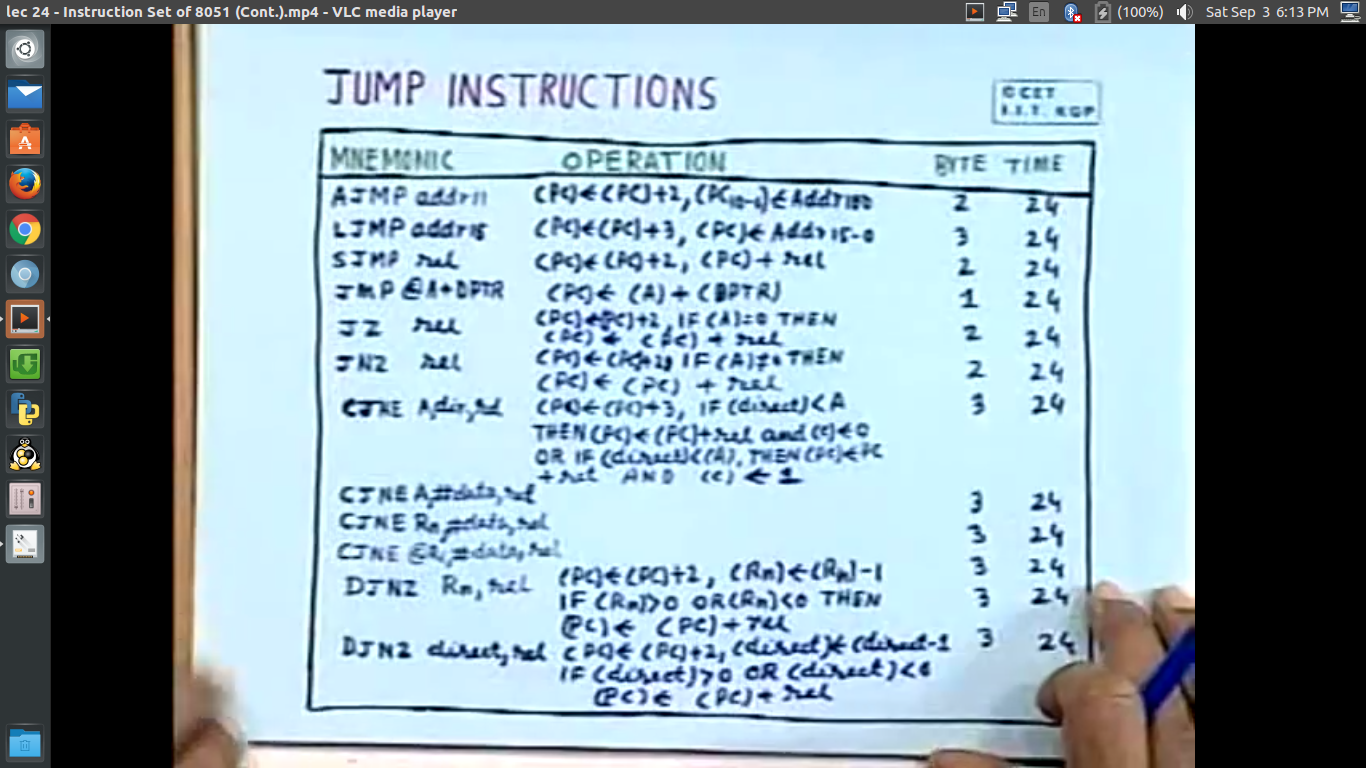 lec 24 - Instruction Set of 8051 (Cont.).mp4 - VLC media player En (100%) Sat Sep 3 6:13 PM
JUMP INSTRUCTIONS
© CET
I.I.T. KGP
MNEMONIC OPERATION BYTE TIME
AJMP addr11 (PC)←(PC)+2, 2 24
LJMP addr15 (PC)←(PC)+3, (PC)← Addr15-0 3 24
SJMP rel (PC)←(PC)+2, (PC)+rel 2 24
JMP @A+DPTR (PC)← (A)+(DPTR) 1 24
JZ rel (PC)←(PC)+2, IF (A)=0 THEN 2 24
(PC) ← (PC) + rel
JNZ rel (PC)←(PC)+2, IF (A)≠0 THEN 2 24
(PC) ← (PC) + rel
CJNE A,dir,rel (PC)←(PC)+3, IF (direct)<A 3 24
THEN (PC)←(PC)+rel and (C)←0
OR IF (direct)<(A), THEN (PC)←PC
+rel AND (C) ← 1
CJNE A,#data,rel 3 24
CJNE Rn,#data,rel 3 24
CJNE @Ri,#data,rel 3 24
DJNZ Rn,rel (PC)←(PC)+2, (Rn)←(Rn)-1 3 24
IF (Rn)>0 OR (Rn)<0 THEN
(PC)← (PC)+rel
DJNZ direct,rel (PC)←(PC)+2, (direct)←(direct-1 3 24
IF (direct)>0 OR (direct)<0
(PC)← (PC)+rel